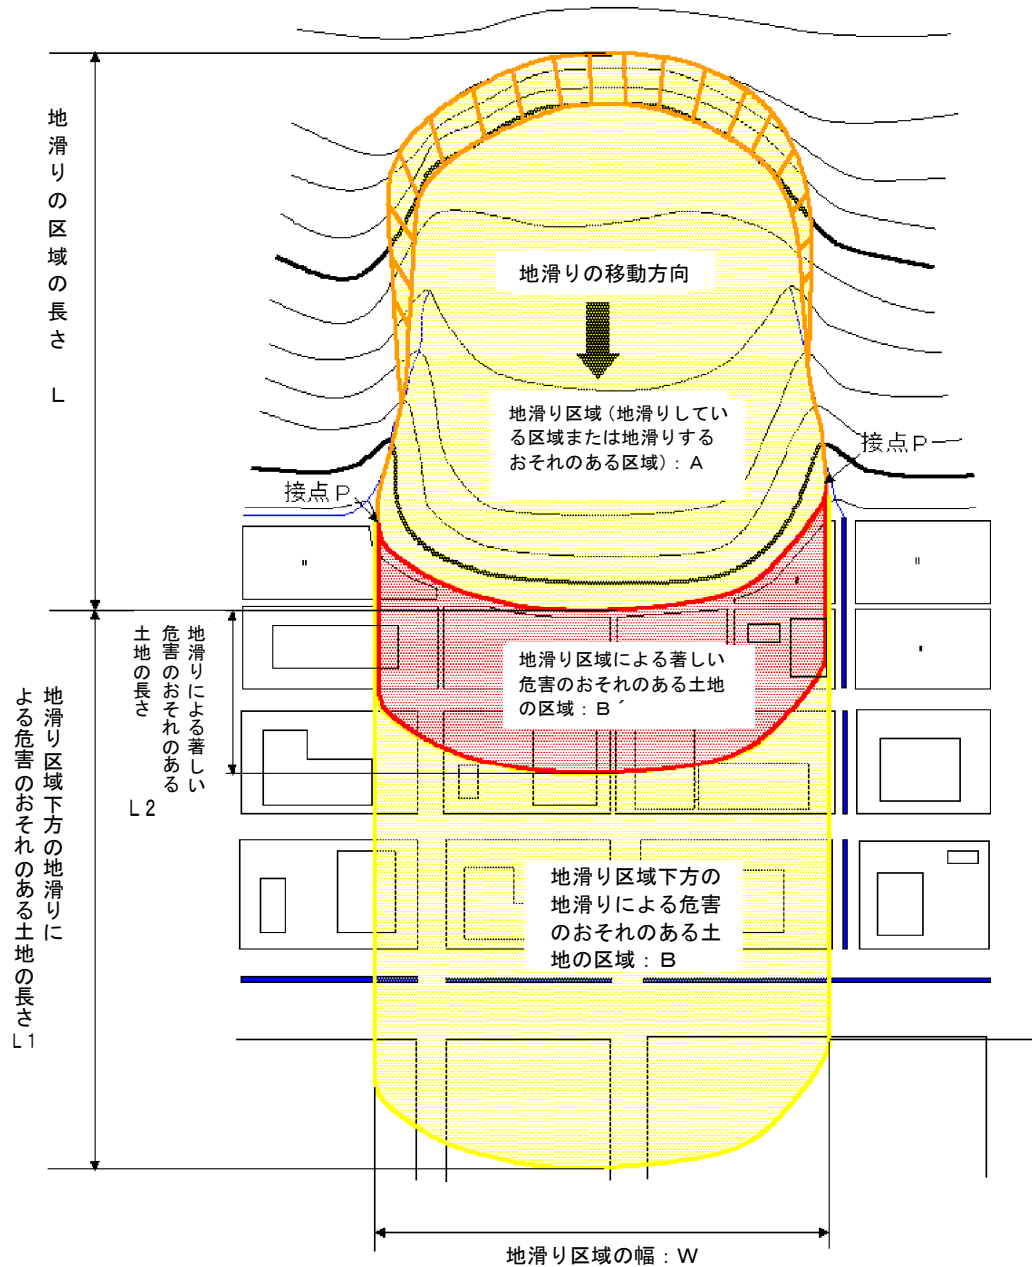 地滑りの区域の長さ L
地滑りの移動方向
地滑り区域（地滑りしてい
る区域または地滑りする
おそれのある区域）：A
接点P
接点P
地滑りによる著しい
危害のおそれのある
土地の長さ
L2
地滑り区域による著しい
危害のおそれのある土地
の区域：B´
地滑り区域下方の地滑りに
よる危害のおそれのある土地の長さ
L1
地滑り区域下方の
地滑りによる危害
のおそれのある土
地の区域：B
地滑り区域の幅：W